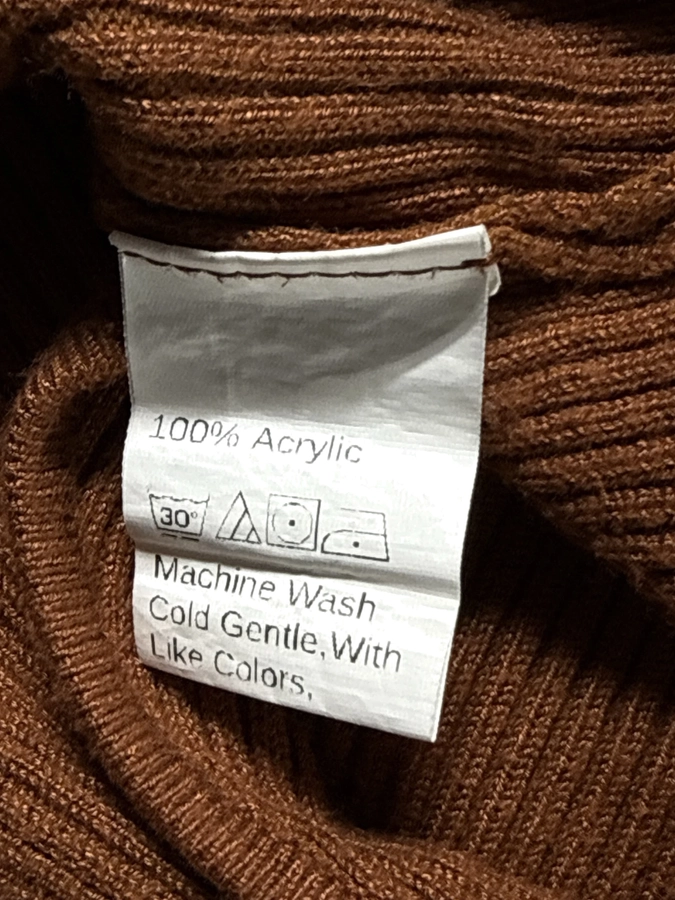 100% Acrylic
30°
Machine Wash
Cold Gentle, With
Like Colors,